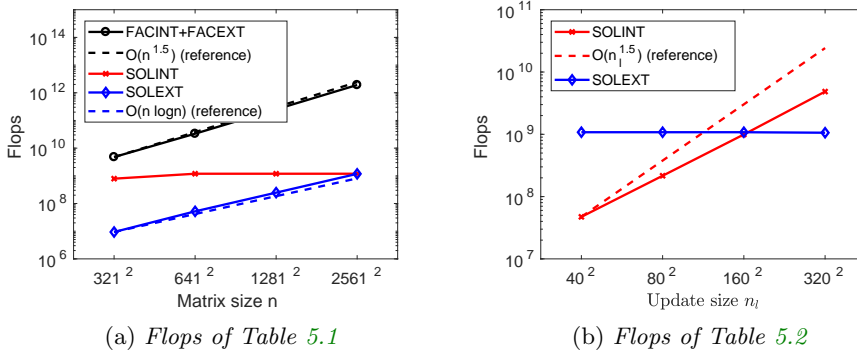 10^14
10^12
10^10
10^8
10^6
Flops
FACINT+FACEXT
O(n^1.5) (reference)
SOLINT
SOLEXT
O(n logn) (reference)
321^2 641^2 1281^2 2561^2
Matrix size n
(a) Flops of Table 5.1
10^11
10^10
10^9
10^8
10^7
Flops
SOLINT
O(n_l^1.5) (reference)
SOLEXT
40^2 80^2 160^2 320^2
Update size n_l
(b) Flops of Table 5.2